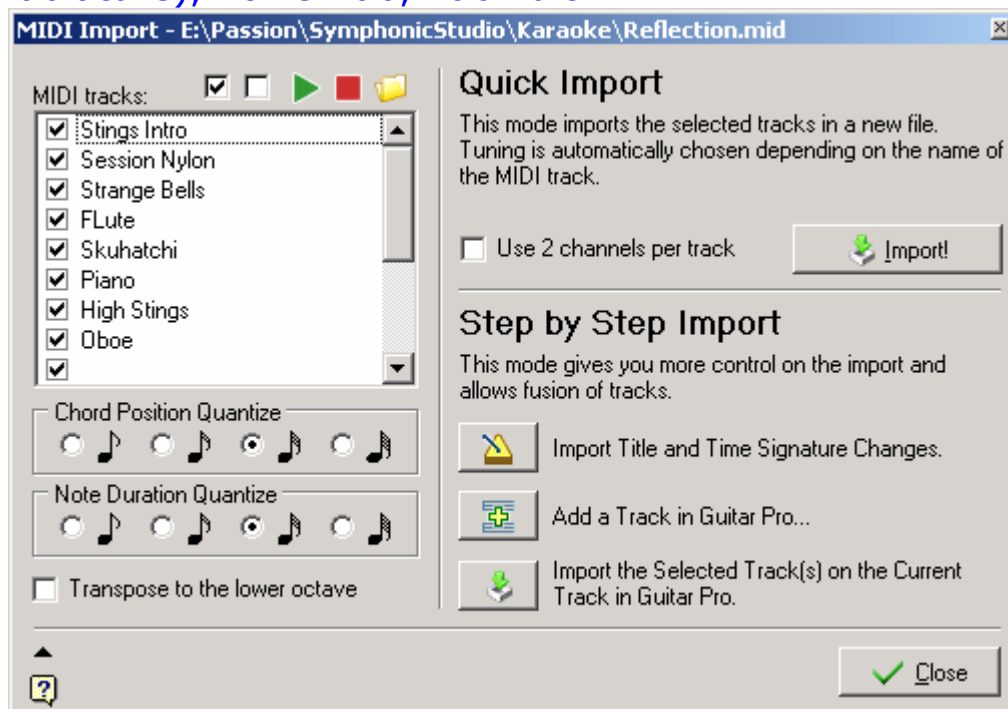 MIDI Import - E:\Passion\SymphonicStudio\Karaoke\Reflection.mid
MIDI tracks:
Stings Intro
Session Nylon
Strange Bells
FLute
Skuhatchi
Piano
High Stings
Oboe
Chord Position Quantize
Note Duration Quantize
Transpose to the lower octave
Quick Import
This mode imports the selected tracks in a new file.
Tuning is automatically chosen depending on the name of
the MIDI track.
Use 2 channels per track
Import!
Step by Step Import
This mode gives you more control on the import and
allows fusion of tracks.
Import Title and Time Signature Changes.
Add a Track in Guitar Pro...
Import the Selected Track(s) on the Current
Track in Guitar Pro.
Close